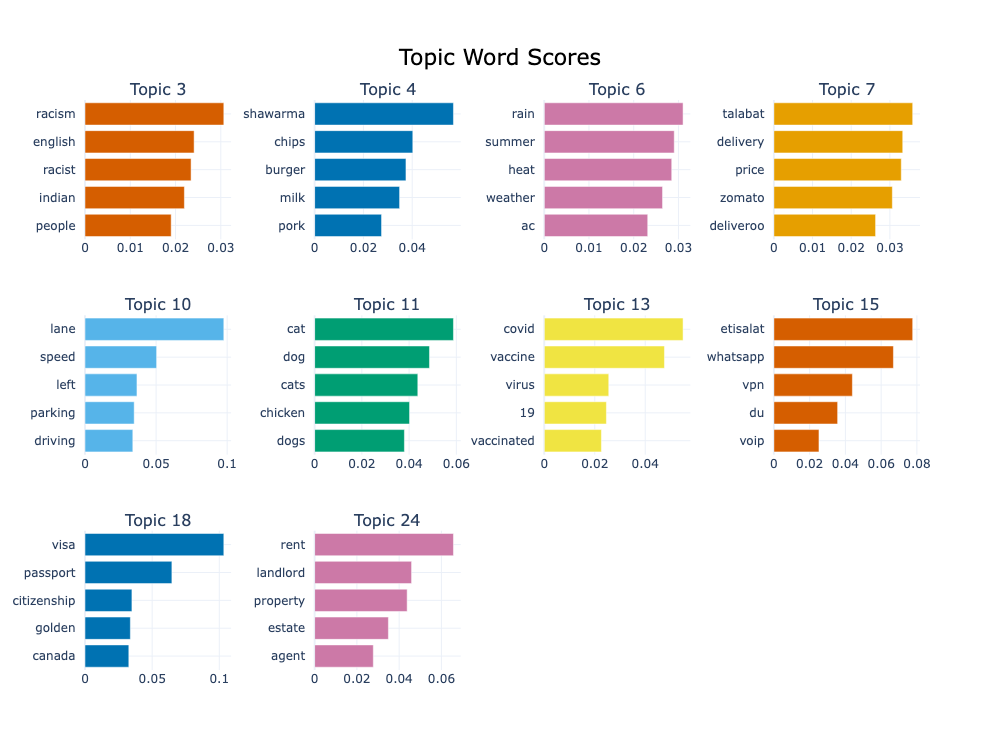 Topic Word Scores
Topic 3
racism
english
racist
indian
people
0 0.01 0.02 0.03
Topic 4
shawarma
chips
burger
milk
pork
0 0.02 0.04
Topic 6
rain
summer
heat
weather
ac
0 0.01 0.02 0.03
Topic 7
talabat
delivery
price
zomato
deliveroo
0 0.01 0.02 0.03
Topic 10
lane
speed
left
parking
driving
0 0.05 0.1
Topic 11
cat
dog
cats
chicken
dogs
0 0.02 0.04 0.06
Topic 13
covid
vaccine
virus
19
vaccinated
0 0.02 0.04
Topic 15
etisalat
whatsapp
vpn
du
voip
0 0.02 0.04 0.06 0.08
Topic 18
visa
passport
citizenship
golden
canada
0 0.05 0.1
Topic 24
rent
landlord
property
estate
agent
0 0.02 0.04 0.06